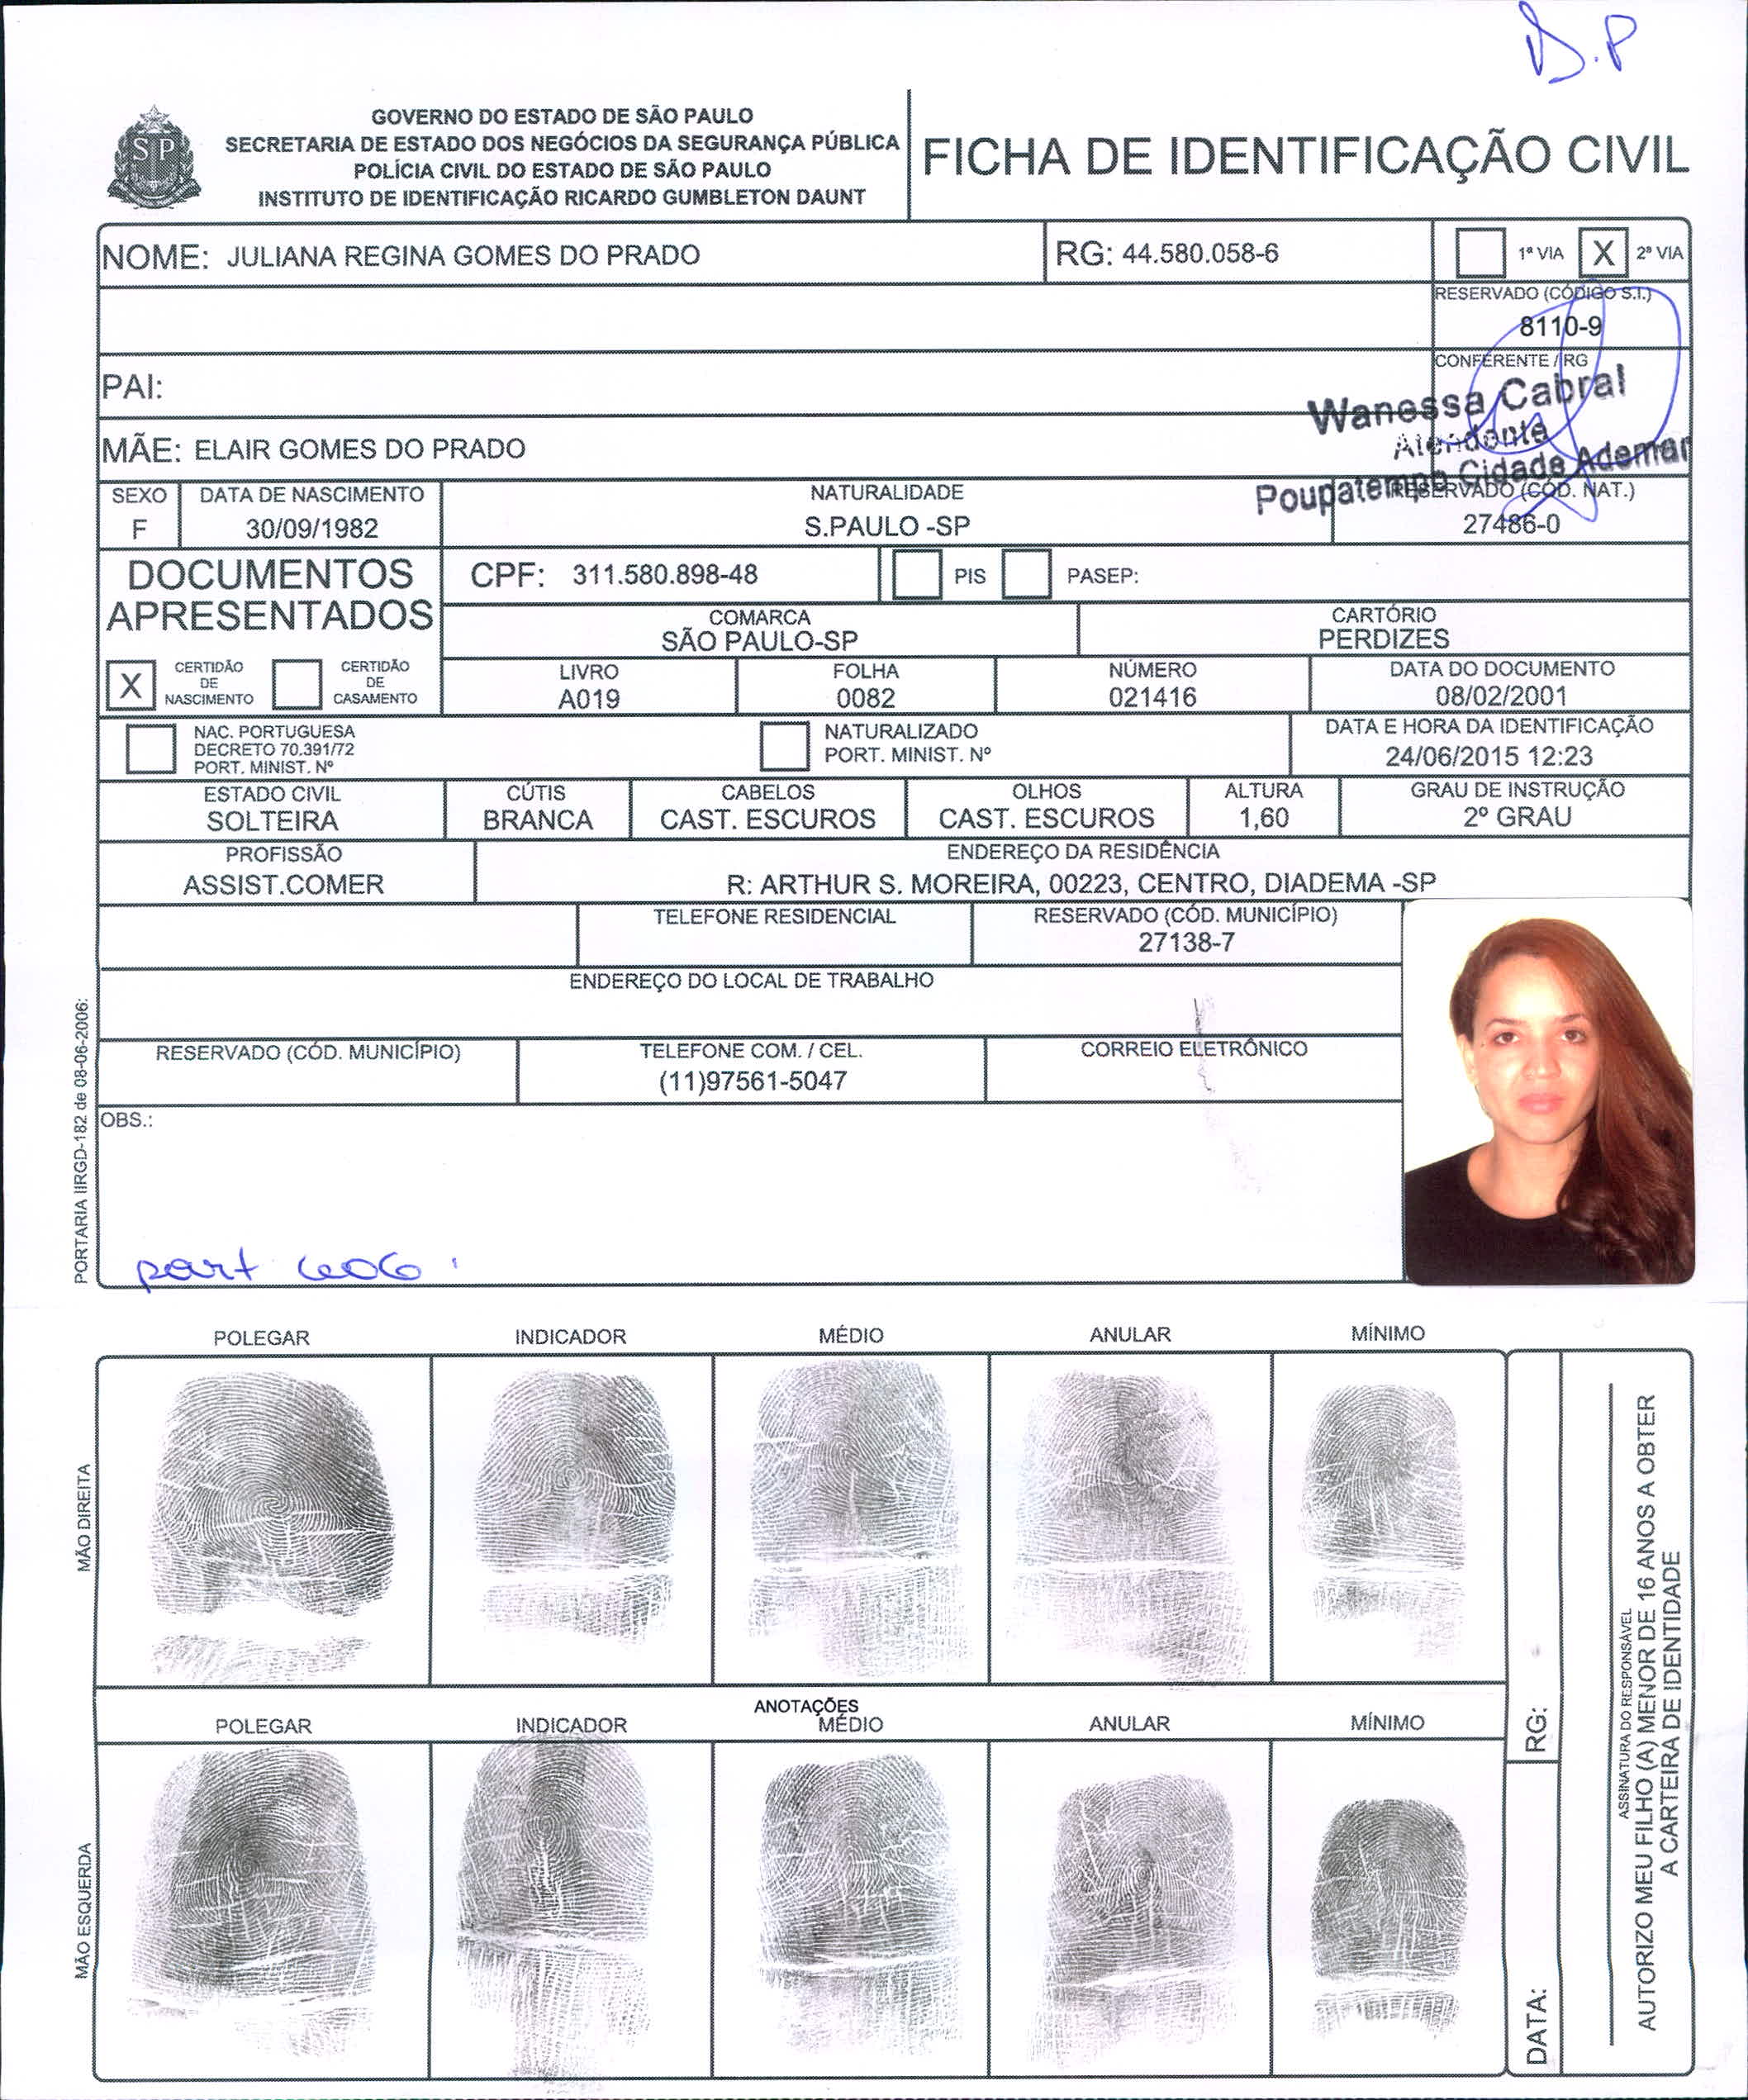 GOVERNO DO ESTADO DE SÃO PAULO
SECRETARIA DE ESTADO DOS NEGÓCIOS DA SEGURANÇA PÚBLICA
POLÍCIA CIVIL DO ESTADO DE SÃO PAULO
INSTITUTO DE IDENTIFICAÇÃO RICARDO GUMBLETON DAUNT
SP
FICHA DE IDENTIFICAÇÃO CIVIL
NOME: JULIANA REGINA GOMES DO PRADO
RG: 44.580.058-6
1ª VIA X 2ª VIA
RESERVADO (CÓDIGO S.I.)
8110-9
PAI:
CONFERENTE / RG
Wanessa Cabral
Atendente
Poupatempo Cidade Ademar
MÃE: ELAIR GOMES DO PRADO
SEXO
F
DATA DE NASCIMENTO
30/09/1982
NATURALIDADE
S.PAULO -SP
RESERVADO (CÓD. NAT.)
27486-0
DOCUMENTOS
APRESENTADOS
CPF: 311.580.898-48
PIS
PASEP:
COMARCA
SÃO PAULO-SP
CARTÓRIO
PERDIZES
X
CERTIDÃO
DE
NASCIMENTO
CERTIDÃO
DE
CASAMENTO
LIVRO
A019
FOLHA
0082
NÚMERO
021416
DATA DO DOCUMENTO
08/02/2001
NAC. PORTUGUESA
DECRETO 70.391/72
PORT. MINIST. Nº
NATURALIZADO
PORT. MINIST. Nº
DATA E HORA DA IDENTIFICAÇÃO
24/06/2015 12:23
ESTADO CIVIL
SOLTEIRA
CÚTIS
BRANCA
CABELOS
CAST. ESCUROS
OLHOS
CAST. ESCUROS
ALTURA
1,60
GRAU DE INSTRUÇÃO
2º GRAU
PROFISSÃO
ASSIST.COMER
ENDEREÇO DA RESIDÊNCIA
R: ARTHUR S. MOREIRA, 00223, CENTRO, DIADEMA -SP
TELEFONE RESIDENCIAL
RESERVADO (CÓD. MUNICÍPIO)
27138-7
ENDEREÇO DO LOCAL DE TRABALHO
RESERVADO (CÓD. MUNICÍPIO)
TELEFONE COM. / CEL.
(11)97561-5047
CORREIO ELETRÔNICO
OBS.:
part
PORTARIA IIRGD-182 de 08-06-2006:
POLEGAR INDICADOR MÉDIO ANULAR MÍNIMO
MÃO DIREITA
ANOTAÇÕES
POLEGAR INDICADOR MÉDIO ANULAR MÍNIMO
MÃO ESQUERDA
RG:
DATA:
ASSINATURA DO RESPONSÁVEL
AUTORIZO MEU FILHO (A) MENOR DE 16 ANOS A OBTER
A CARTEIRA DE IDENTIDADE